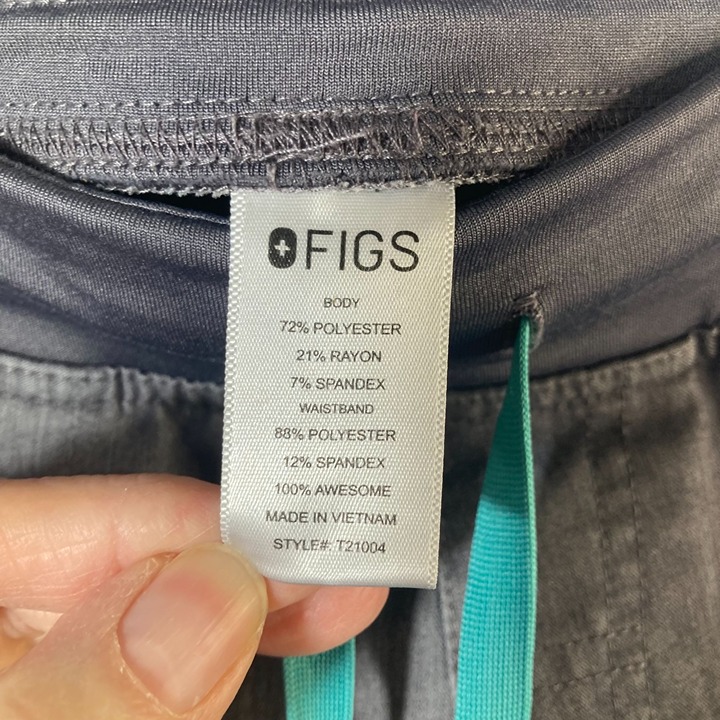 FIGS
BODY
72% POLYESTER
21% RAYON
7% SPANDEX
WAISTBAND
88% POLYESTER
12% SPANDEX
100% AWESOME
MADE IN VIETNAM
STYLE#: T21004